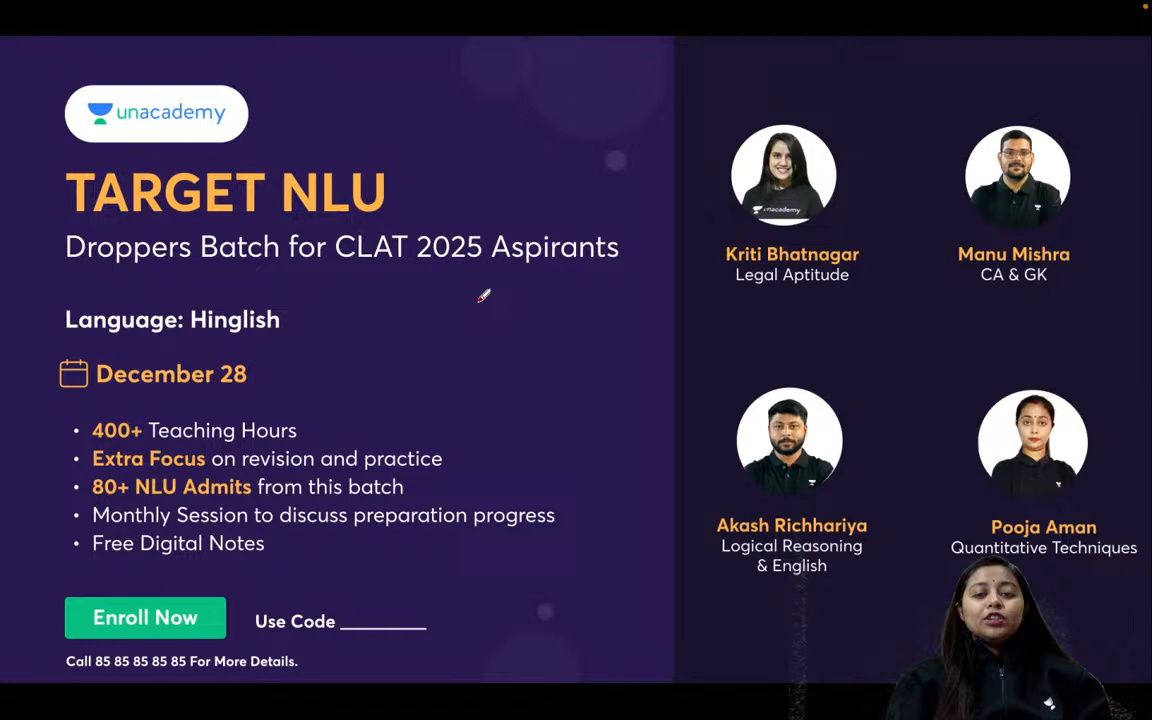 unacademy
TARGET NLU
Droppers Batch for CLAT 2025 Aspirants
Language: Hinglish
December 28
• 400+ Teaching Hours
• Extra Focus on revision and practice
• 80+ NLU Admits from this batch
• Monthly Session to discuss preparation progress
• Free Digital Notes
Enroll Now
Use Code __________
Call 85 85 85 85 85 For More Details.
unacademy
Kriti Bhatnagar
Legal Aptitude
Manu Mishra
CA & GK
Akash Richhariya
Logical Reasoning
& English
Pooja Aman
Quantitative Techniques